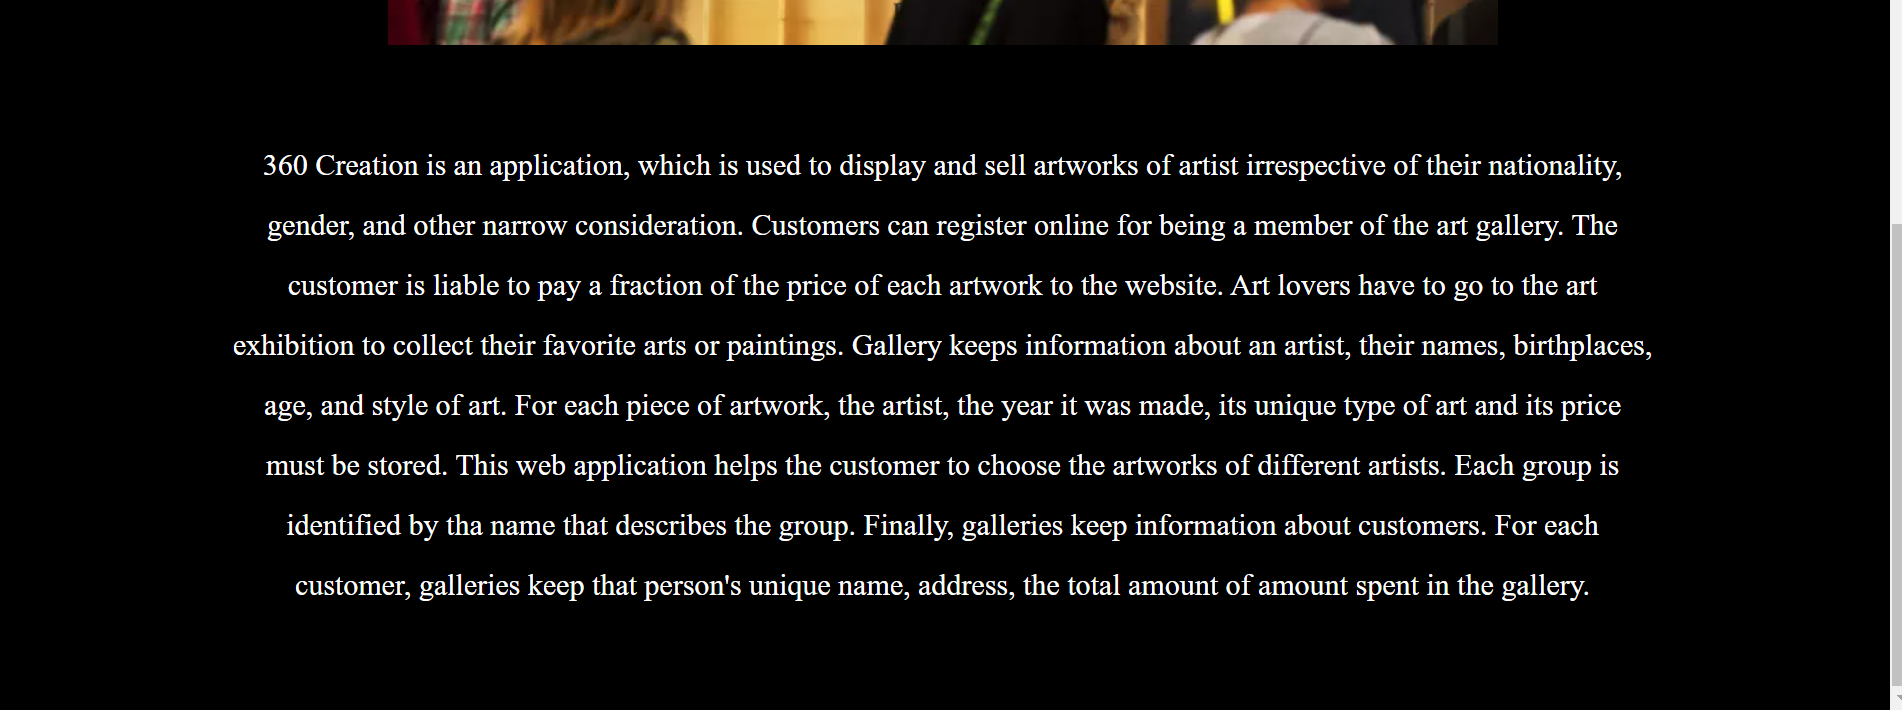 360 Creation is an application, which is used to display and sell artworks of artist irrespective of their nationality,
gender, and other narrow consideration. Customers can register online for being a member of the art gallery. The
customer is liable to pay a fraction of the price of each artwork to the website. Art lovers have to go to the art
exhibition to collect their favorite arts or paintings. Gallery keeps information about an artist, their names, birthplaces,
age, and style of art. For each piece of artwork, the artist, the year it was made, its unique type of art and its price
must be stored. This web application helps the customer to choose the artworks of different artists. Each group is
identified by tha name that describes the group. Finally, galleries keep information about customers. For each
customer, galleries keep that person's unique name, address, the total amount of amount spent in the gallery.